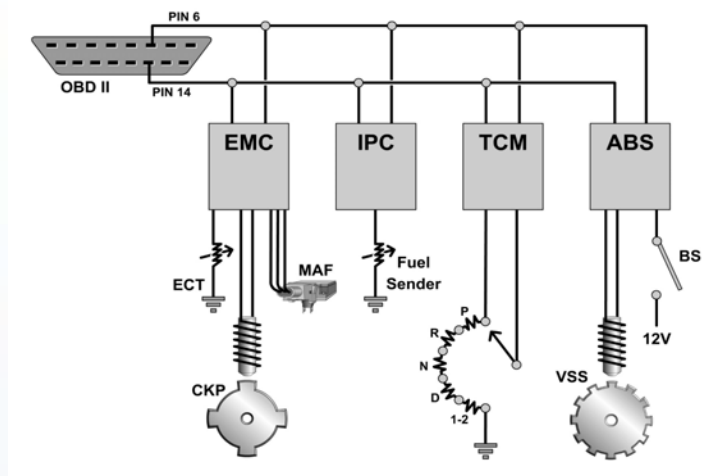 PIN 6
OBD II
PIN 14
EMC
IPC
TCM
ABS
ECT
MAF
Fuel
Sender
BS
12V
P
R
N
D
1-2
CKP
VSS